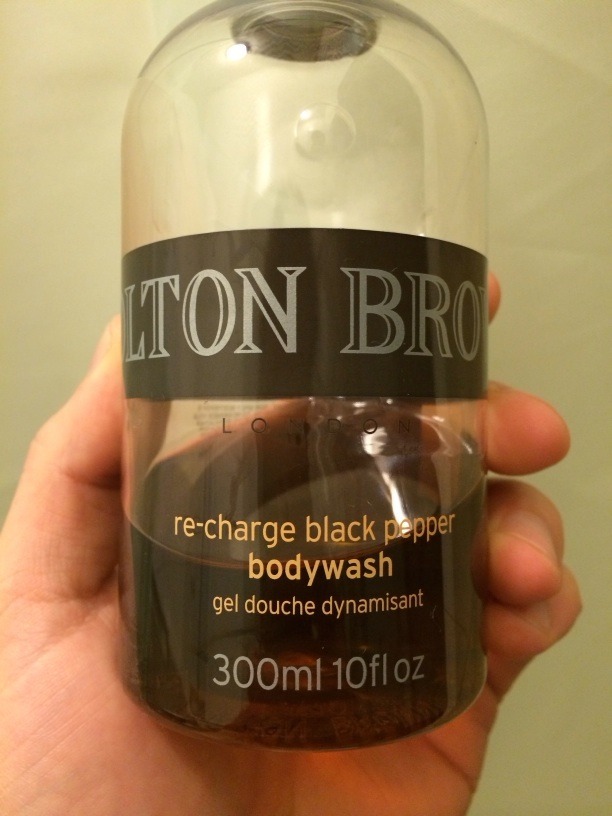 LTON BRO
LONDON
re-charge black pepper
bodywash
gel douche dynamisant
300ml 10fl oz